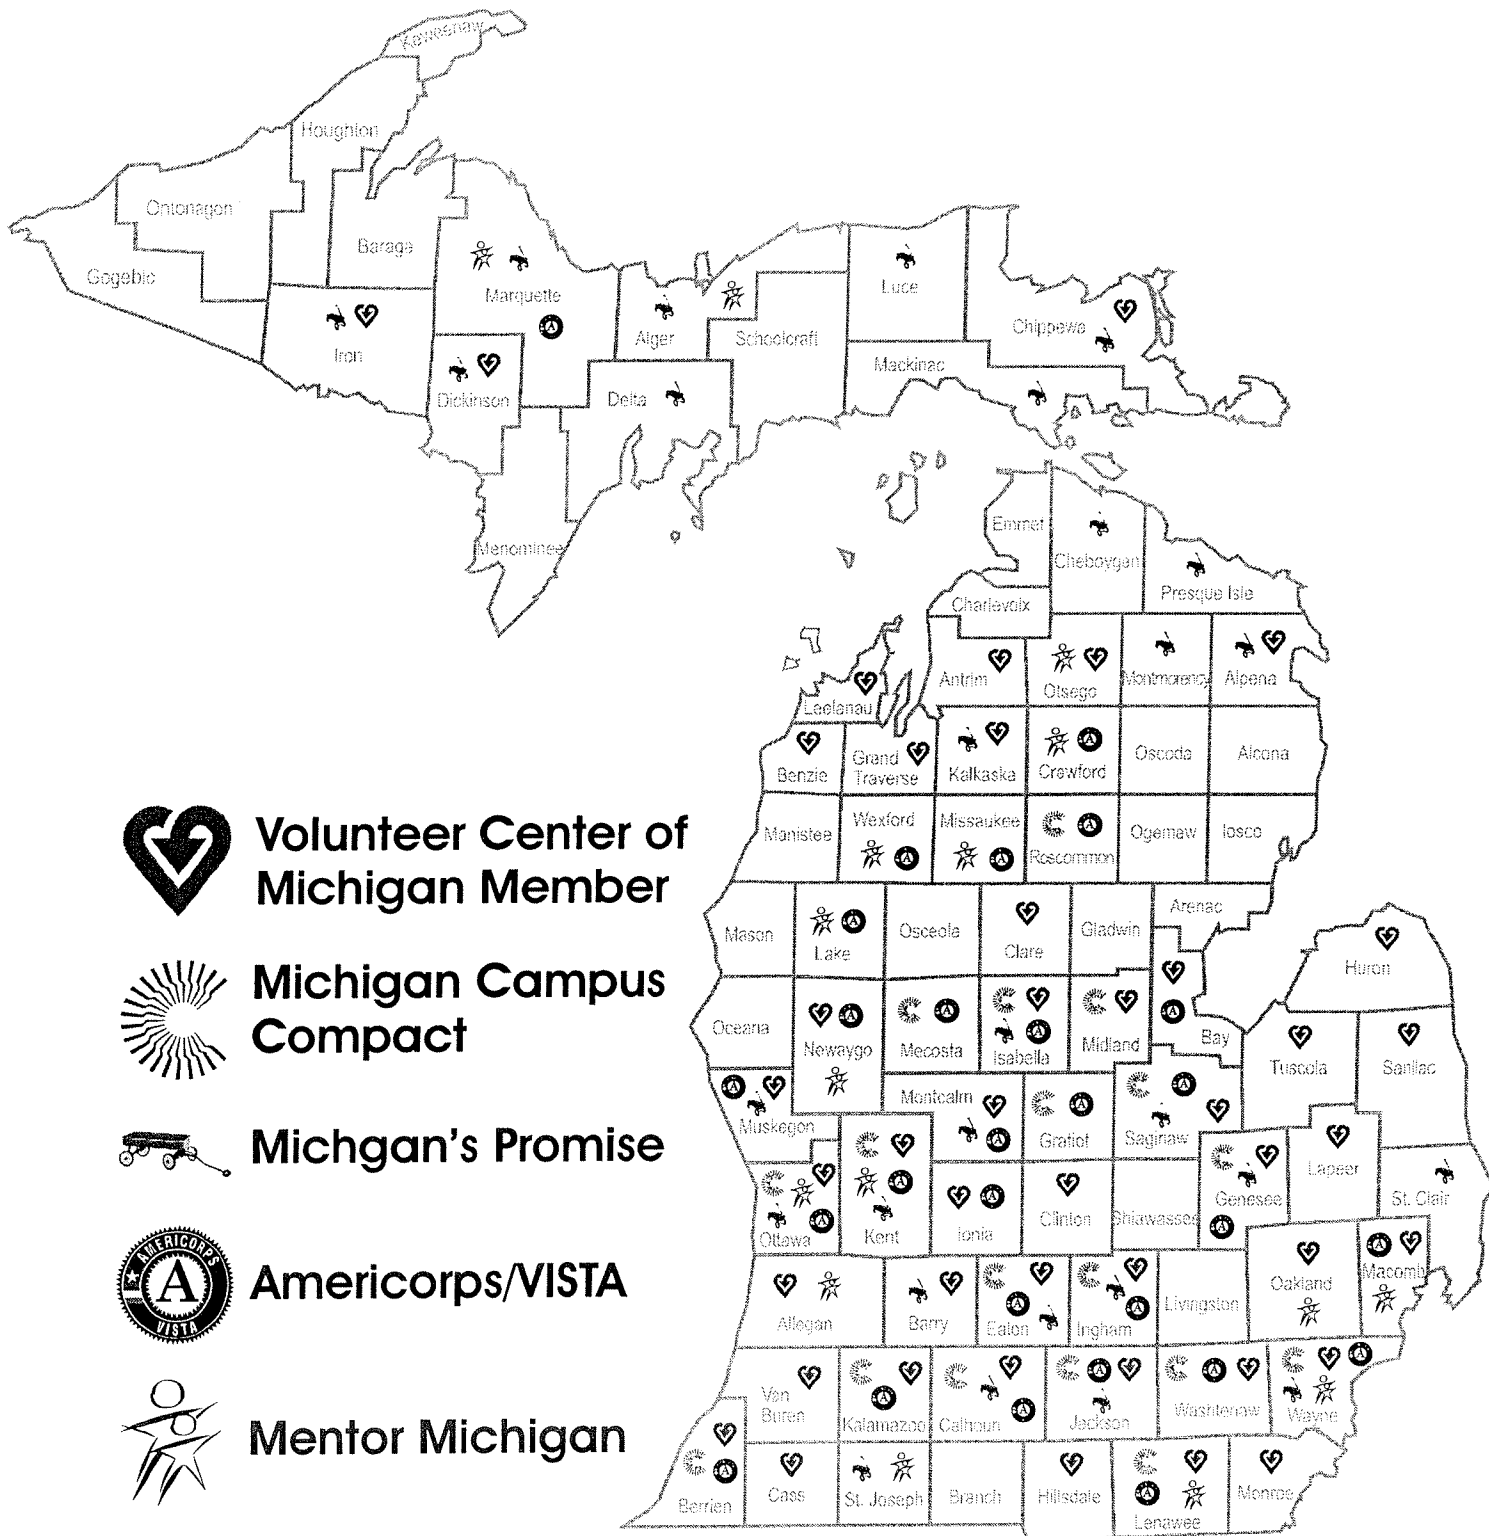 Kewesnaw
Houghton
Ontonagon
Barage
Gogebic
Marquette
Luce
Chippewa
Iron
Alger
Schoolcraft
Mackinac
Dickinson
Delta
Menominee
Emmet
Cheboygan
Presque Isle
Charlevoix
Antrim
Otsego
Montmorency
Alpena
Leelanau
Benzie
Grand
Traverse
Kalkaska
Crawford
Oscoda
Alcona
Manistee
Wexford
Missaukee
Roscommon
Ogemaw
Iosco
Volunteer Center of
Michigan Member
Mason
Lake
Osceola
Clare
Gladwin
Arenac
Huron
Michigan Campus
Compact
Oceana
Newaygo
Mecosta
Isabella
Midland
Bay
Tuscola
Sanilac
Michgan's Promise
Muskegon
Montcalm
Gratiot
Saginaw
Lapeer
Genesee
St. Clair
Ottawa
Kent
Ionia
Clinton
Shiawassee
AMERICORPS
A
VISTA
Americorps/VISTA
Allegan
Barry
Eaton
Ingham
Livingston
Oakland
Macomb
Mentor Michigan
Van
Buren
Kalamazoo
Calhoun
Jackson
Washtenaw
Wayne
Berrien
Cass
St. Joseph
Branch
Hillsdale
Lenawee
Monroe